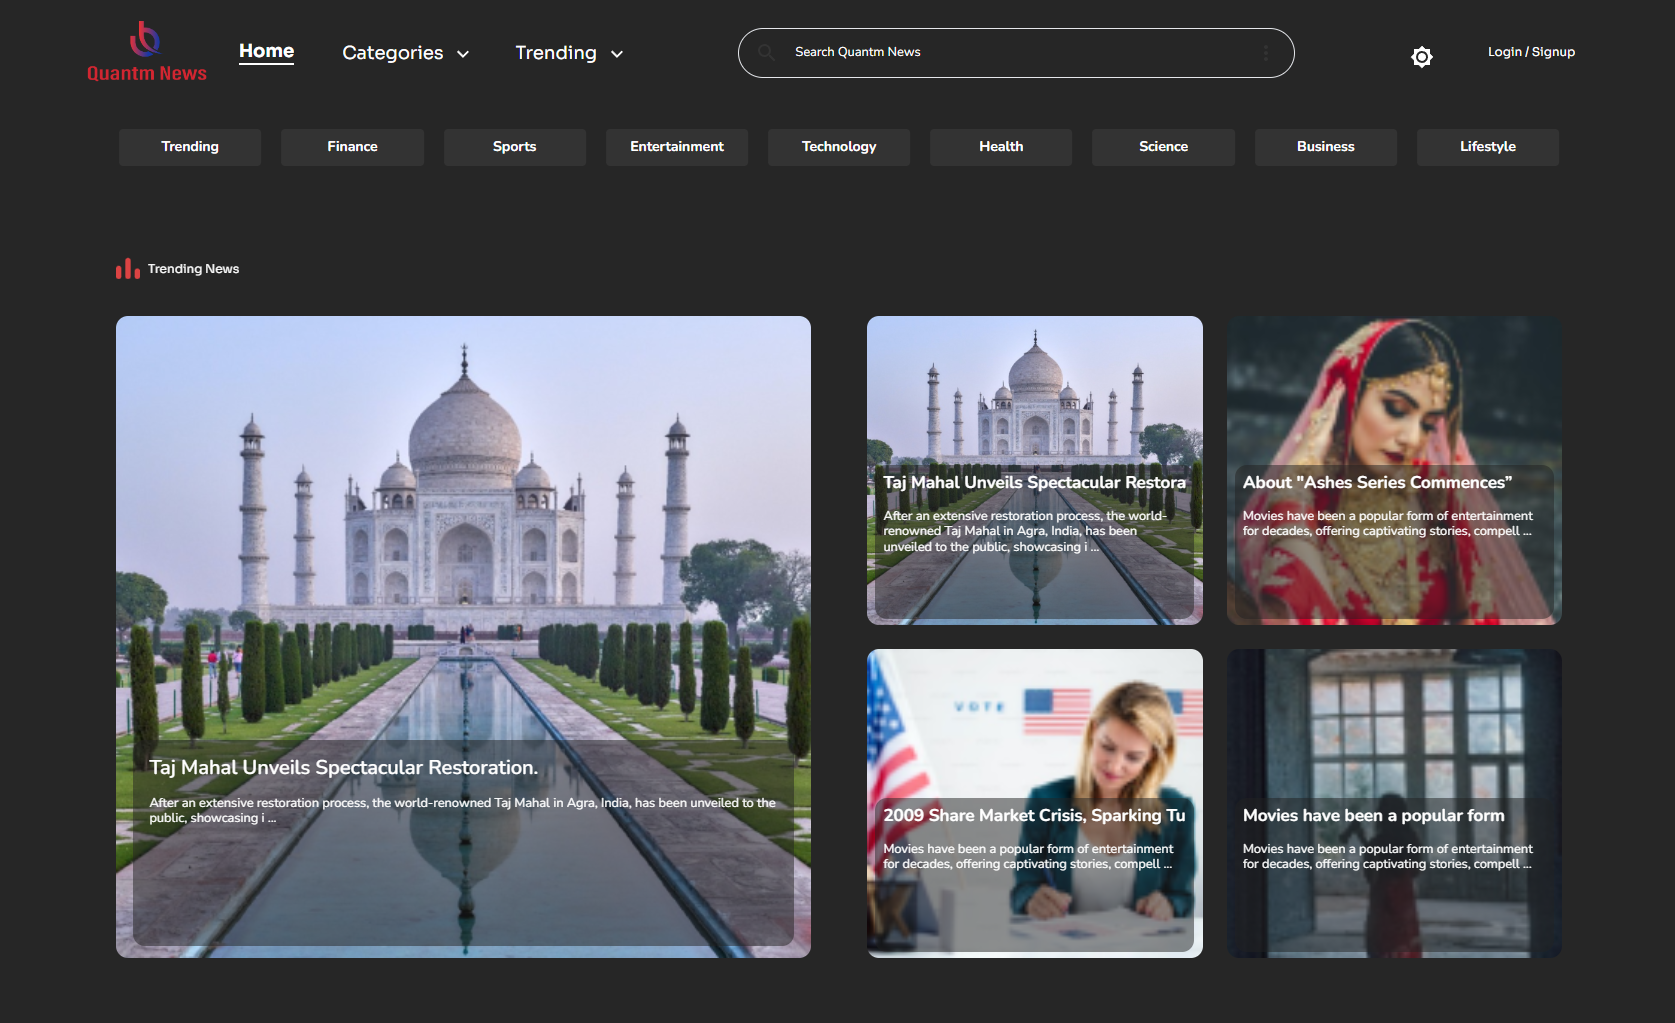 Quantm News
Home
Categories
Trending
Search Quantm News
Login / Signup
Trending
Finance
Sports
Entertainment
Technology
Health
Science
Business
Lifestyle
Trending News
Taj Mahal Unveils Spectacular Restoration.
After an extensive restoration process, the world-renowned Taj Mahal in Agra, India, has been unveiled to the
public, showcasing i ...
Taj Mahal Unveils Spectacular Restora
After an extensive restoration process, the world-
renowned Taj Mahal in Agra, India, has been
unveiled to the public, showcasing i ...
About "Ashes Series Commences”
Movies have been a popular form of entertainment
for decades, offering captivating stories, compell ...
VOTE
2009 Share Market Crisis, Sparking Tu
Movies have been a popular form of entertainment
for decades, offering captivating stories, compell ...
Movies have been a popular form
Movies have been a popular form of entertainment
for decades, offering captivating stories, compell ...